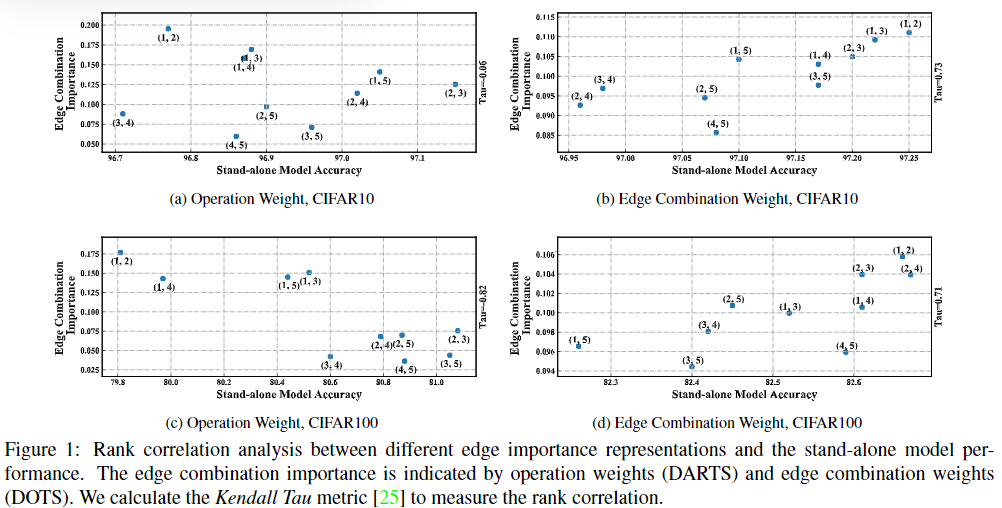 0.200
0.175
0.150
0.125
0.100
0.075
0.050
Edge Combination
Importance
(1, 2)
(1, 3)
(1, 4)
(1, 5)
(2, 3)
(2, 4)
(2, 5)
(3, 4)
(3, 5)
(4, 5)
Tau=-0.06
96.7 96.8 96.9 97.0 97.1
Stand-alone Model Accuracy
(a) Operation Weight, CIFAR10
0.115
0.110
0.105
0.100
0.095
0.090
0.085
Edge Combination
Importance
(1, 2)
(1, 3)
(2, 3)
(1, 5)
(1, 4)
(3, 5)
(3, 4)
(2, 4)
(2, 5)
(4, 5)
Tau=0.73
96.95 97.00 97.05 97.10 97.15 97.20 97.25
Stand-alone Model Accuracy
(b) Edge Combination Weight, CIFAR10
0.175
0.150
0.125
0.100
0.075
0.050
0.025
Edge Combination
Importance
(1, 2)
(1, 4)
(1, 5)
(1, 3)
(2, 4)
(2, 5)
(2, 3)
(3, 4)
(4, 5)
(3, 5)
Tau=-0.82
79.8 80.0 80.2 80.4 80.6 80.8 81.0
Stand-alone Model Accuracy
(c) Operation Weight, CIFAR100
0.106
0.104
0.102
0.100
0.098
0.096
0.094
Edge Combination
Importance
(1, 2)
(2, 3)
(2, 4)
(2, 5)
(1, 3)
(1, 4)
(3, 4)
(1, 5)
(4, 5)
(3, 5)
Tau=0.71
82.3 82.4 82.5 82.6
Stand-alone Model Accuracy
(d) Edge Combination Weight, CIFAR100
Figure 1: Rank correlation analysis between different edge importance representations and the stand-alone model per-
formance. The edge combination importance is indicated by operation weights (DARTS) and edge combination weights
(DOTS). We calculate the Kendall Tau metric [25] to measure the rank correlation.